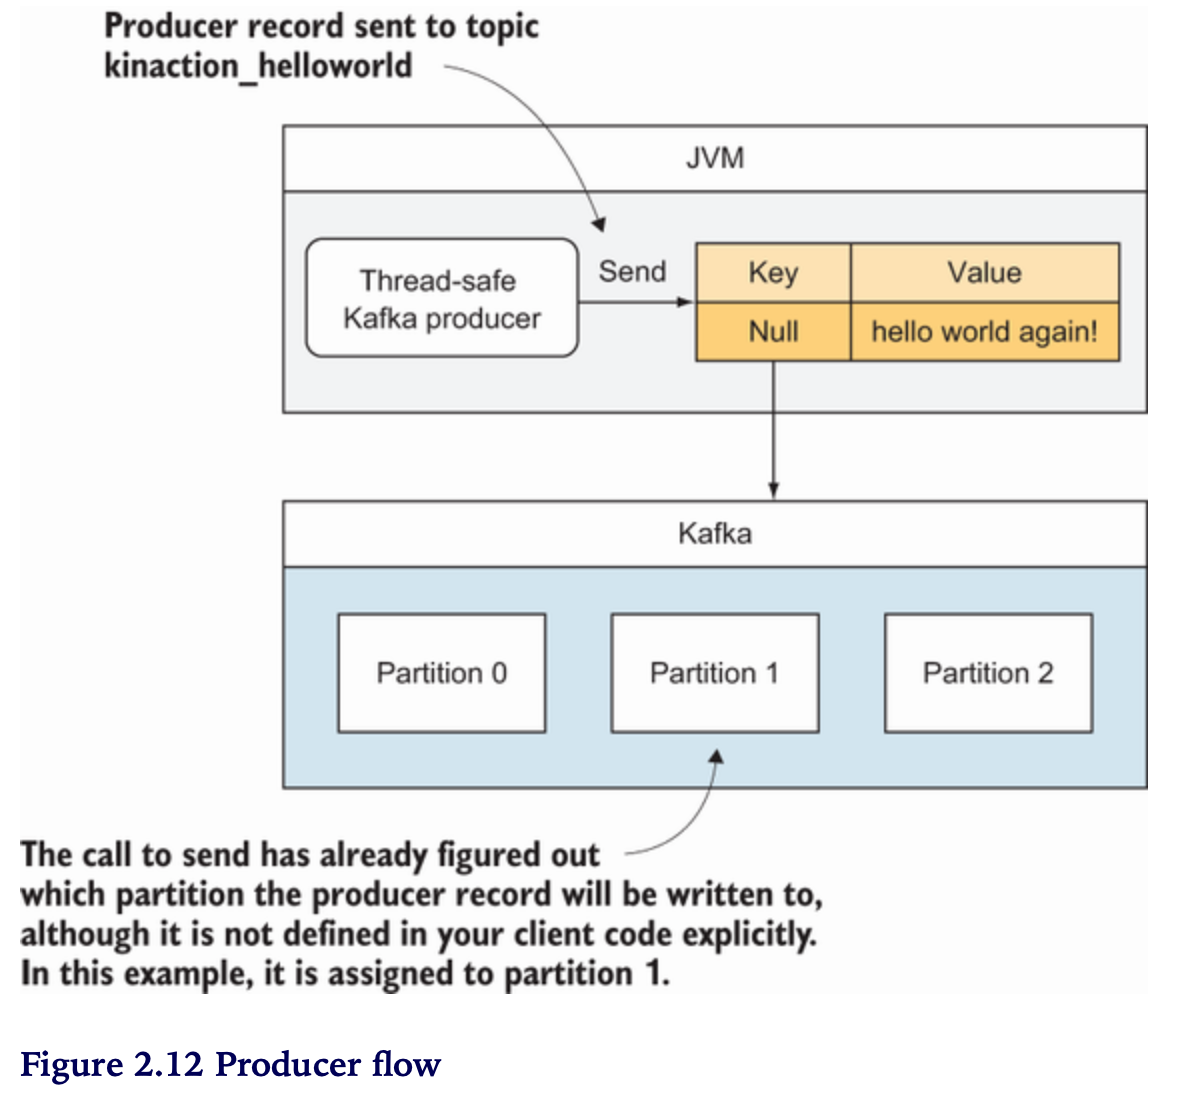 Producer record sent to topic
kinaction_helloworld
JVM
Thread-safe
Kafka producer
Send
Key
Value
Null
hello world again!
Kafka
Partition 0
Partition 1
Partition 2
The call to send has already figured out
which partition the producer record will be written to,
although it is not defined in your client code explicitly.
In this example, it is assigned to partition 1.
Figure 2.12 Producer flow